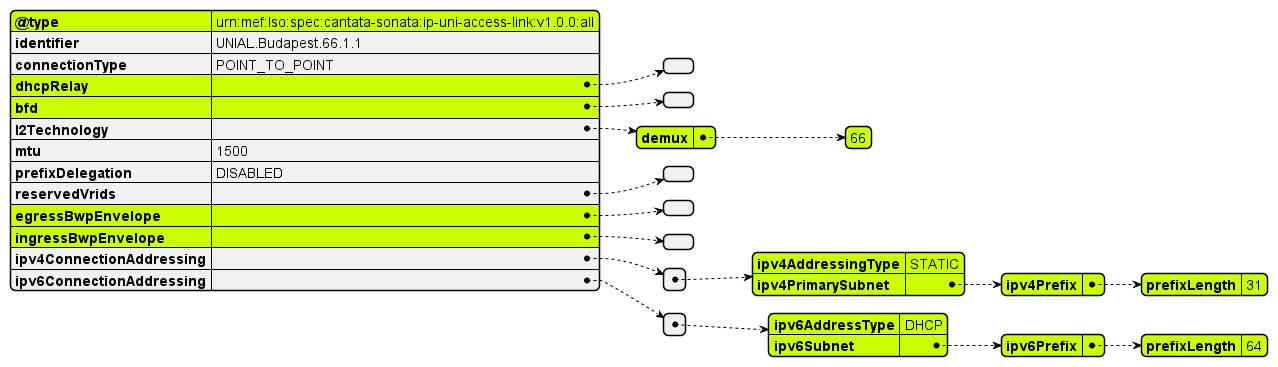 @type urn:mef:lso:spec:cantata-sonata:ip-uni-access-link:v1.0.0:all
identifier UNIAL.Budapest.66.1.1
connectionType POINT_TO_POINT
dhcpRelay
bfd
l2Technology demux 66
mtu 1500
prefixDelegation DISABLED
reservedVrids
egressBwpEnvelope
ingressBwpEnvelope
ipv4ConnectionAddressing
ipv4AddressingType STATIC
ipv4PrimarySubnet ipv4Prefix prefixLength 31
ipv6ConnectionAddressing
ipv6AddressType DHCP
ipv6Subnet ipv6Prefix prefixLength 64